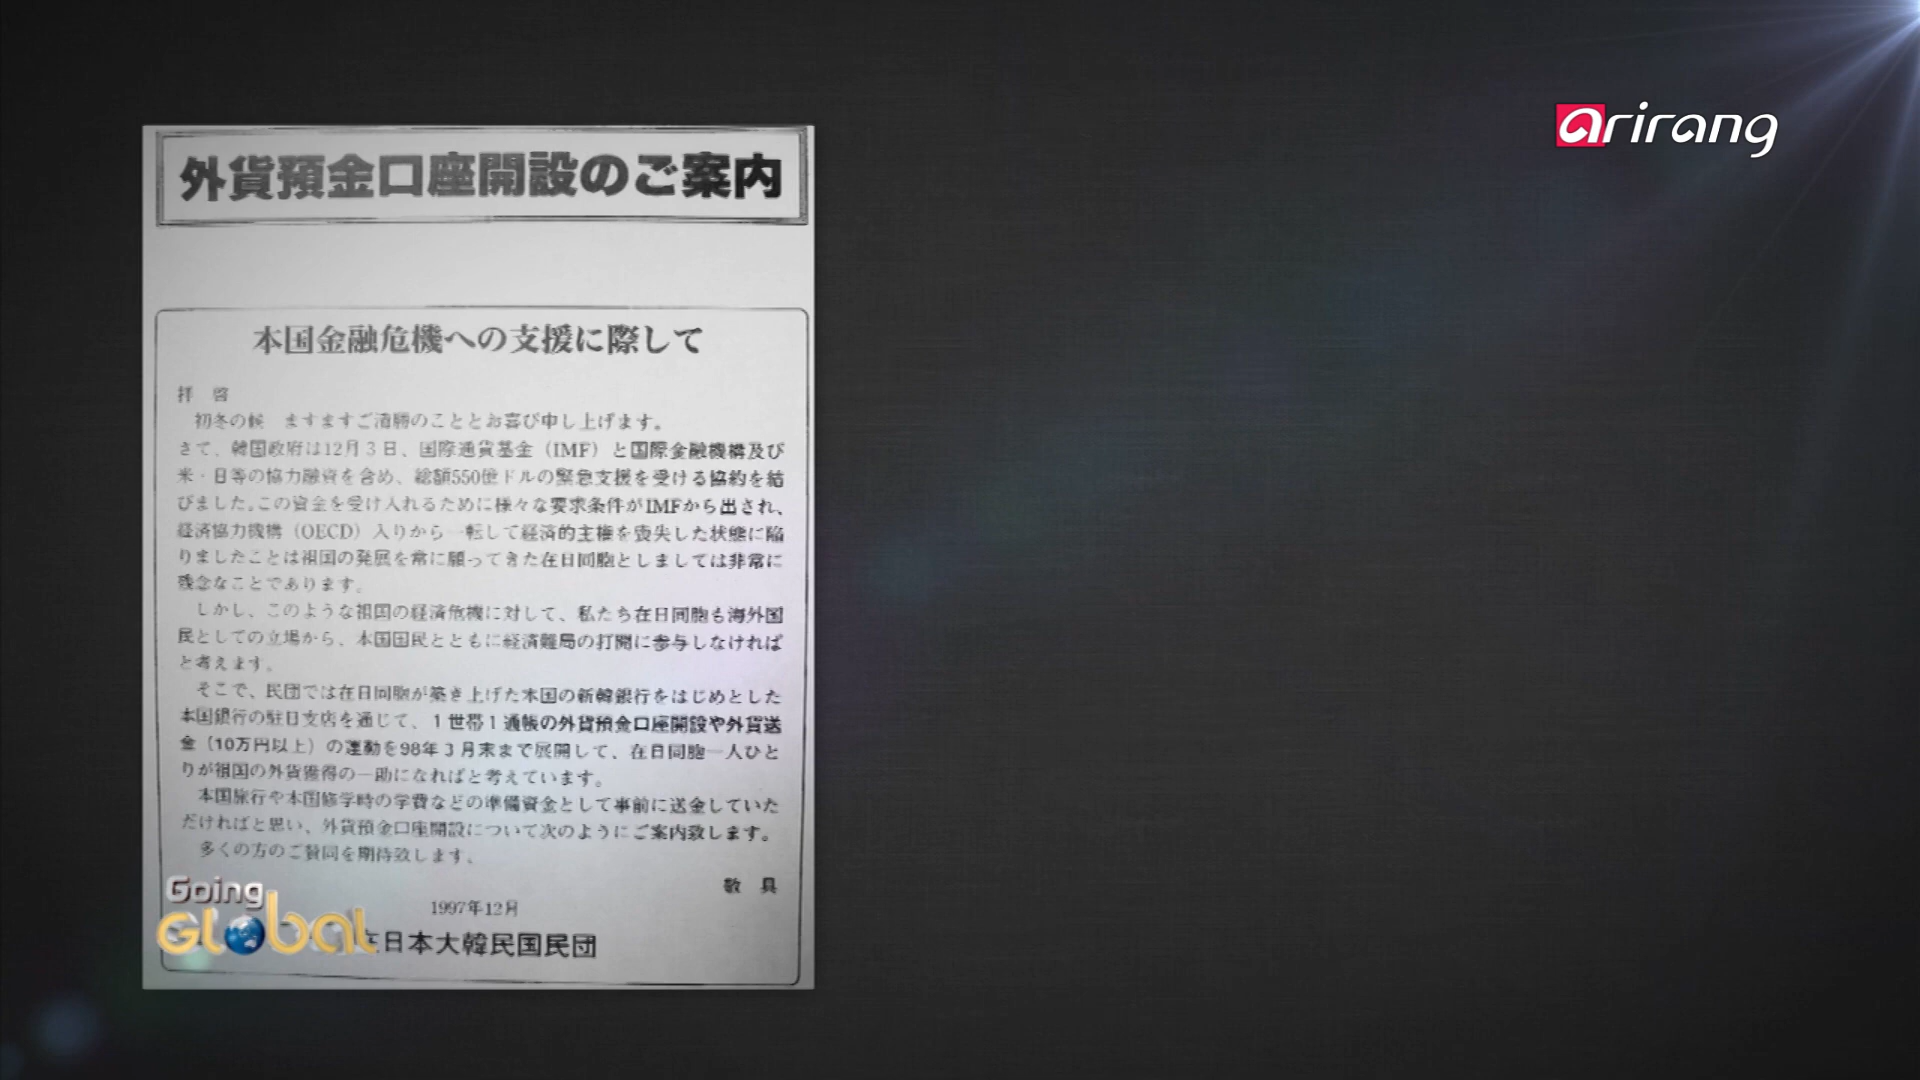 arirang
外貨預金口座開設のご案内
本国金融危機への支援に際して
拝 啓
初冬の候 ますますご清勝のこととお喜び申し上げます。
さて、韓国政府は12月3日、国際通貨基金（IMF）と国際金融機構及び
米・日等の協力融資を含め、総額550億ドルの緊急支援を受ける協約を結
びました。この資金を受け入れるために様々な要求条件がIMFから出され、
経済協力機構（OECD）入りから一転して経済的主権を喪失した状態に陥
りましたことは祖国の発展を常に願ってきた在日同胞としましては非常に
残念なことであります。
しかし、このような祖国の経済危機に対して、私たち在日同胞も海外国
民としての立場から、本国国民とともに経済難局の打開に参与しなければ
と考えます。
そこで、民団では在日同胞が築き上げた本国の新韓銀行をはじめとした
本国銀行の駐日支店を通じて、1世帯1通帳の外貨預金口座開設や外貨送
金（10万円以上）の運動を98年3月末まで展開して、在日同胞一人ひと
りが祖国の外貨獲得の一助になればと考えています。
本国旅行や本国修学時の学費などの準備資金として事前に送金していた
だければと思い、外貨預金口座開設について次のようにご案内致します。
多くの方のご賛同を期待致します。
敬 具
1997年12月
在日本大韓民国民団
Going
GLobal